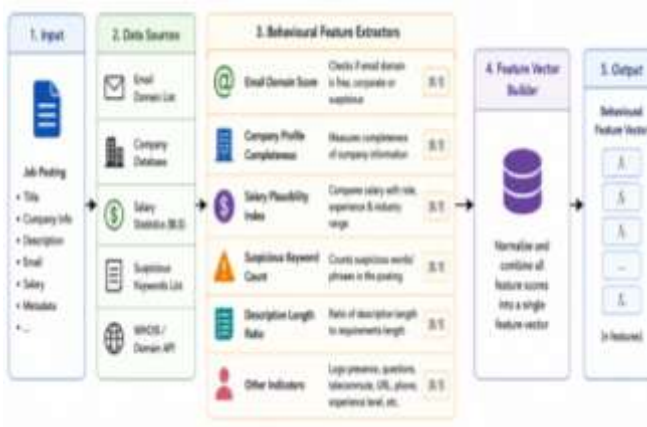 1. Input
Job Posting
• Title
• Company Info
• Description
• Email
• Salary
• Metadata
• ...
2. Data Sources
Email
Domain List
Company
Database
Salary
Statistics (BLS)
Suspicious
Keywords List
WHOIS /
Domain API
3. Behavioural Feature Extractors
Email Domain Score
Checks if email domain
is free, corporate or
suspicious
Company Profile
Completeness
Measures completeness
of company information
Salary Plausibility
Index
Compares salary with role,
experience & industry
range
Suspicious Keyword
Count
Counts suspicious words/
phrases in the posting
Description Length
Ratio
Ratio of description length
to requirements length
Other Indicators
Logo presence, questions,
telecommute, URL, phone,
experience level, etc.
4. Feature Vector
Builder
Normalize and
combine all
feature scores
into a single
feature vector
5. Output
Behavioural
Feature Vector
...
(n features)